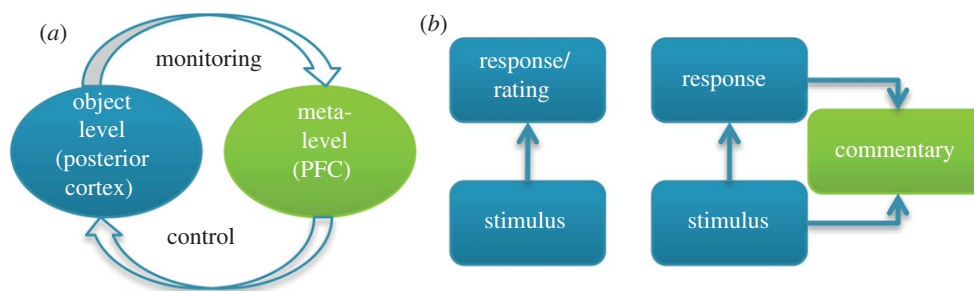 (a)
monitoring
object
level
(posterior
cortex)
meta-
level
(PFC)
control
(b)
response/
rating
stimulus
response
commentary
stimulus